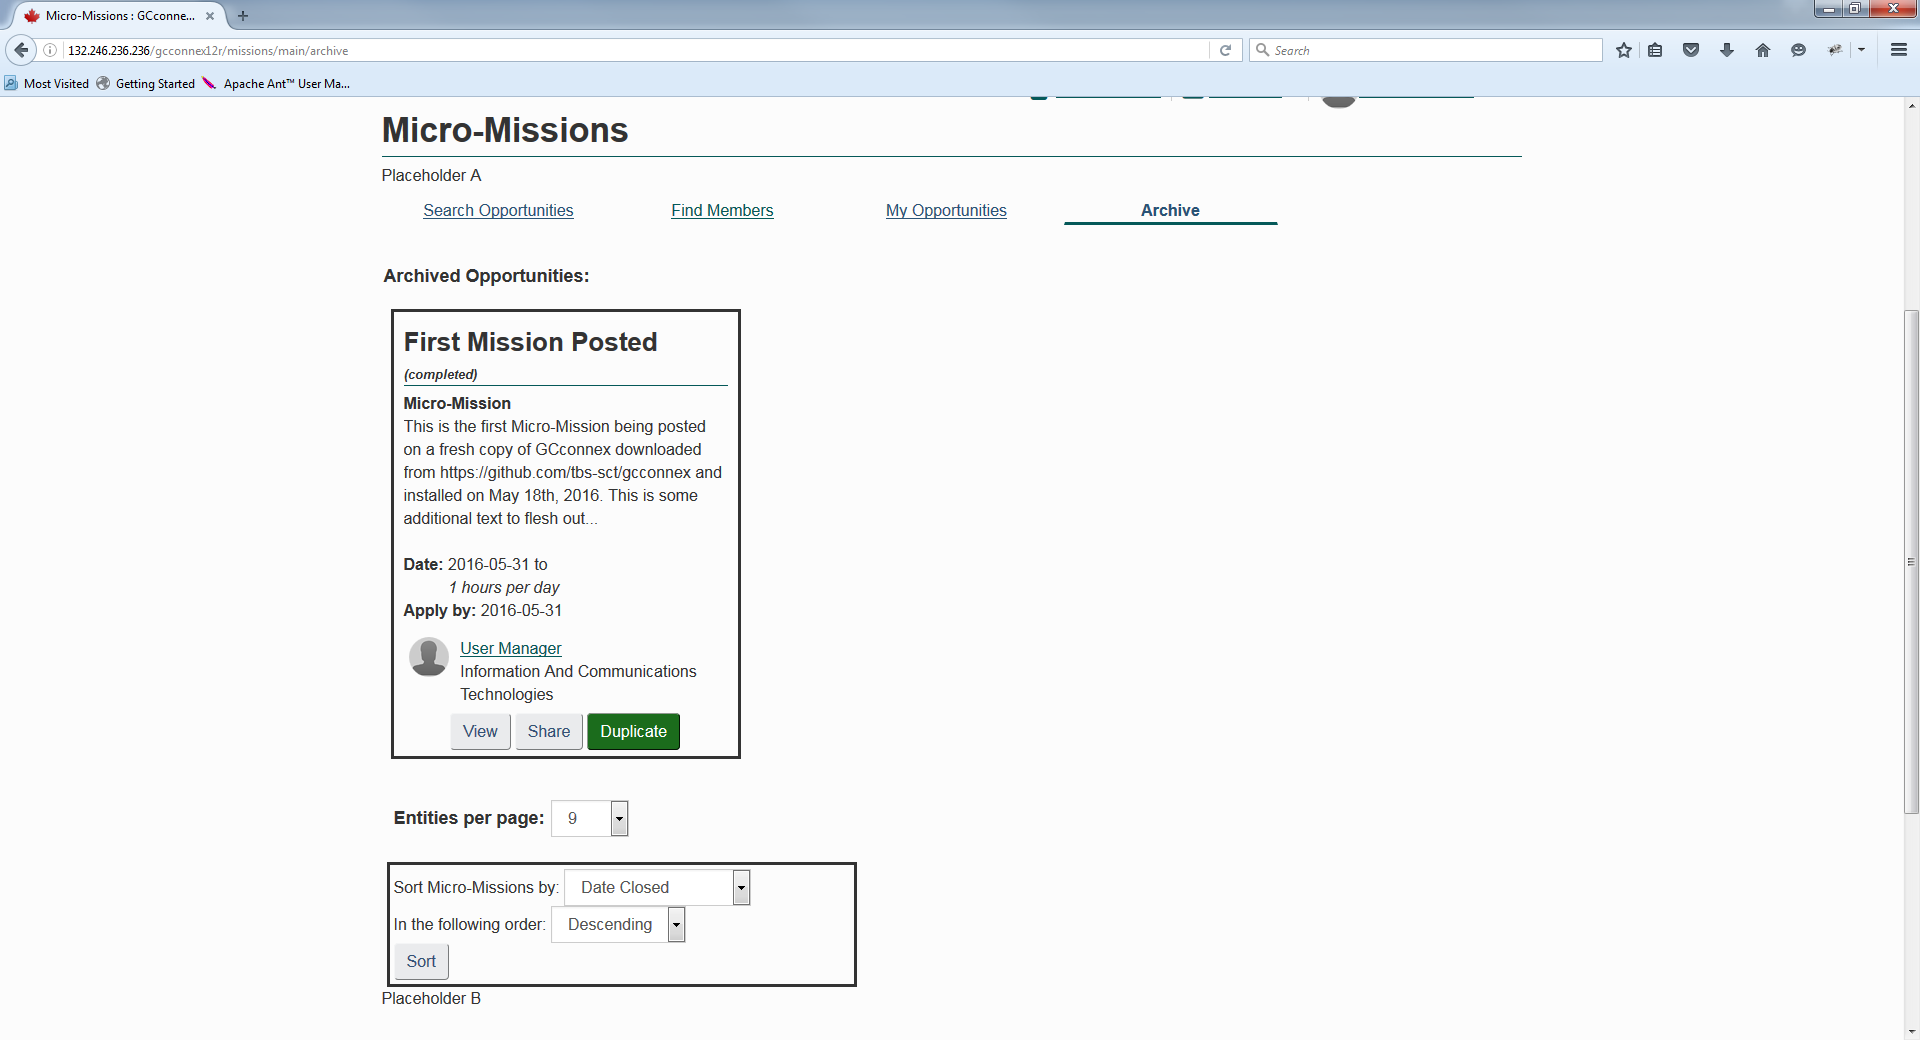 Micro-Missions : GCconne...
132.246.236.236/gcconnex12r/missions/main/archive
Search
Most Visited
Getting Started
Apache Ant™ User Ma...
Micro-Missions
Placeholder A
Search Opportunities
Find Members
My Opportunities
Archive
Archived Opportunities:
First Mission Posted
(completed)
Micro-Mission
This is the first Micro-Mission being posted
on a fresh copy of GCconnex downloaded
from https://github.com/tbs-sct/gcconnex and
installed on May 18th, 2016. This is some
additional text to flesh out...
Date: 2016-05-31 to
1 hours per day
Apply by: 2016-05-31
User Manager
Information And Communications
Technologies
View
Share
Duplicate
Entities per page: 9
Sort Micro-Missions by: Date Closed
In the following order: Descending
Sort
Placeholder B